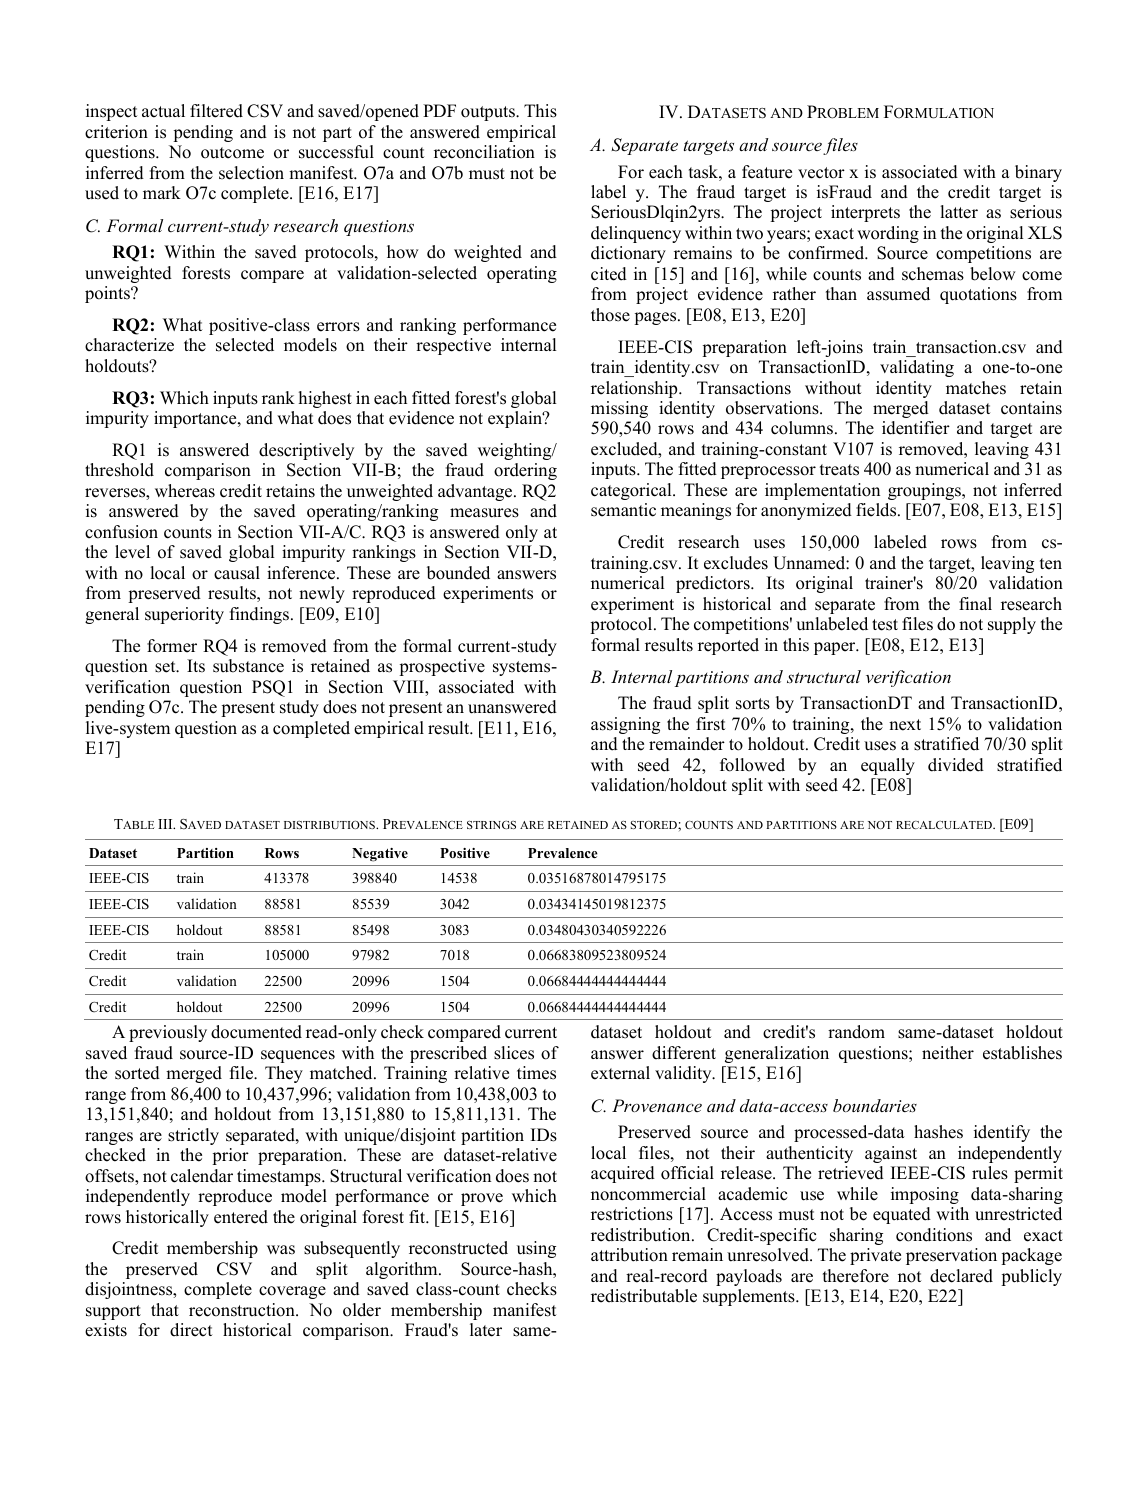 inspect actual filtered CSV and saved/opened PDF outputs. This
criterion is pending and is not part of the answered empirical
questions. No outcome or successful count reconciliation is
inferred from the selection manifest. O7a and O7b must not be
used to mark O7c complete. [E16, E17]
C. Formal current-study research questions
RQ1: Within the saved protocols, how do weighted and
unweighted forests compare at validation-selected operating
points?
RQ2: What positive-class errors and ranking performance
characterize the selected models on their respective internal
holdouts?
RQ3: Which inputs rank highest in each fitted forest's global
impurity importance, and what does that evidence not explain?
RQ1 is answered descriptively by the saved weighting/
threshold comparison in Section VII-B; the fraud ordering
reverses, whereas credit retains the unweighted advantage. RQ2
is answered by the saved operating/ranking measures and
confusion counts in Section VII-A/C. RQ3 is answered only at
the level of saved global impurity rankings in Section VII-D,
with no local or causal inference. These are bounded answers
from preserved results, not newly reproduced experiments or
general superiority findings. [E09, E10]
The former RQ4 is removed from the formal current-study
question set. Its substance is retained as prospective systems-
verification question PSQ1 in Section VIII, associated with
pending O7c. The present study does not present an unanswered
live-system question as a completed empirical result. [E11, E16,
E17]
IV. DATASETS AND PROBLEM FORMULATION
A. Separate targets and source files
For each task, a feature vector x is associated with a binary
label y. The fraud target is isFraud and the credit target is
SeriousDlqin2yrs. The project interprets the latter as serious
delinquency within two years; exact wording in the original XLS
dictionary remains to be confirmed. Source competitions are
cited in [15] and [16], while counts and schemas below come
from project evidence rather than assumed quotations from
those pages. [E08, E13, E20]
IEEE-CIS preparation left-joins train_transaction.csv and
train_identity.csv on TransactionID, validating a one-to-one
relationship. Transactions without identity matches retain
missing identity observations. The merged dataset contains
590,540 rows and 434 columns. The identifier and target are
excluded, and training-constant V107 is removed, leaving 431
inputs. The fitted preprocessor treats 400 as numerical and 31 as
categorical. These are implementation groupings, not inferred
semantic meanings for anonymized fields. [E07, E08, E13, E15]
Credit research uses 150,000 labeled rows from cs-
training.csv. It excludes Unnamed: 0 and the target, leaving ten
numerical predictors. Its original trainer's 80/20 validation
experiment is historical and separate from the final research
protocol. The competitions' unlabeled test files do not supply the
formal results reported in this paper. [E08, E12, E13]
B. Internal partitions and structural verification
The fraud split sorts by TransactionDT and TransactionID,
assigning the first 70% to training, the next 15% to validation
and the remainder to holdout. Credit uses a stratified 70/30 split
with seed 42, followed by an equally divided stratified
validation/holdout split with seed 42. [E08]
TABLE III. SAVED DATASET DISTRIBUTIONS. PREVALENCE STRINGS ARE RETAINED AS STORED; COUNTS AND PARTITIONS ARE NOT RECALCULATED. [E09]
Dataset Partition Rows Negative Positive Prevalence
IEEE-CIS train 413378 398840 14538 0.03516878014795175
IEEE-CIS validation 88581 85539 3042 0.03434145019812375
IEEE-CIS holdout 88581 85498 3083 0.03480430340592226
Credit train 105000 97982 7018 0.06683809523809524
Credit validation 22500 20996 1504 0.06684444444444444
Credit holdout 22500 20996 1504 0.06684444444444444
A previously documented read-only check compared current
saved fraud source-ID sequences with the prescribed slices of
the sorted merged file. They matched. Training relative times
range from 86,400 to 10,437,996; validation from 10,438,003 to
13,151,840; and holdout from 13,151,880 to 15,811,131. The
ranges are strictly separated, with unique/disjoint partition IDs
checked in the prior preparation. These are dataset-relative
offsets, not calendar timestamps. Structural verification does not
independently reproduce model performance or prove which
rows historically entered the original forest fit. [E15, E16]
Credit membership was subsequently reconstructed using
the preserved CSV and split algorithm. Source-hash,
disjointness, complete coverage and saved class-count checks
support that reconstruction. No older membership manifest
exists for direct historical comparison. Fraud's later same-
dataset holdout and credit's random same-dataset holdout
answer different generalization questions; neither establishes
external validity. [E15, E16]
C. Provenance and data-access boundaries
Preserved source and processed-data hashes identify the
local files, not their authenticity against an independently
acquired official release. The retrieved IEEE-CIS rules permit
noncommercial academic use while imposing data-sharing
restrictions [17]. Access must not be equated with unrestricted
redistribution. Credit-specific sharing conditions and exact
attribution remain unresolved. The private preservation package
and real-record payloads are therefore not declared publicly
redistributable supplements. [E13, E14, E20, E22]